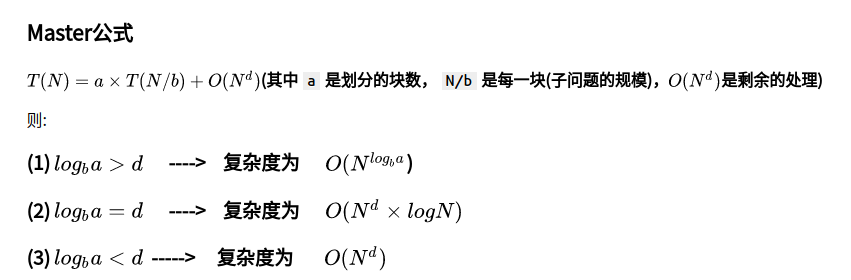 Master公式
T(N) = a × T(N/b) + O(N^d)(其中 a 是划分的块数， N/b 是每一块(子问题的规模)，O(N^d)是剩余的处理)
则:
(1) log_b a > d ----> 复杂度为 O(N^{log_b a})
(2) log_b a = d ----> 复杂度为 O(N^d × logN)
(3) log_b a < d -----> 复杂度为 O(N^d)